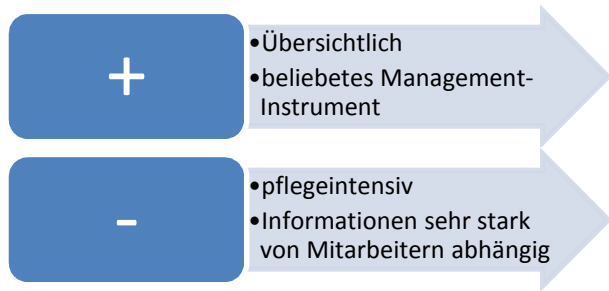 +
•Übersichtlich
•beliebetes Management-
Instrument
-
•pflegeintensiv
•Informationen sehr stark
von Mitarbeitern abhängig